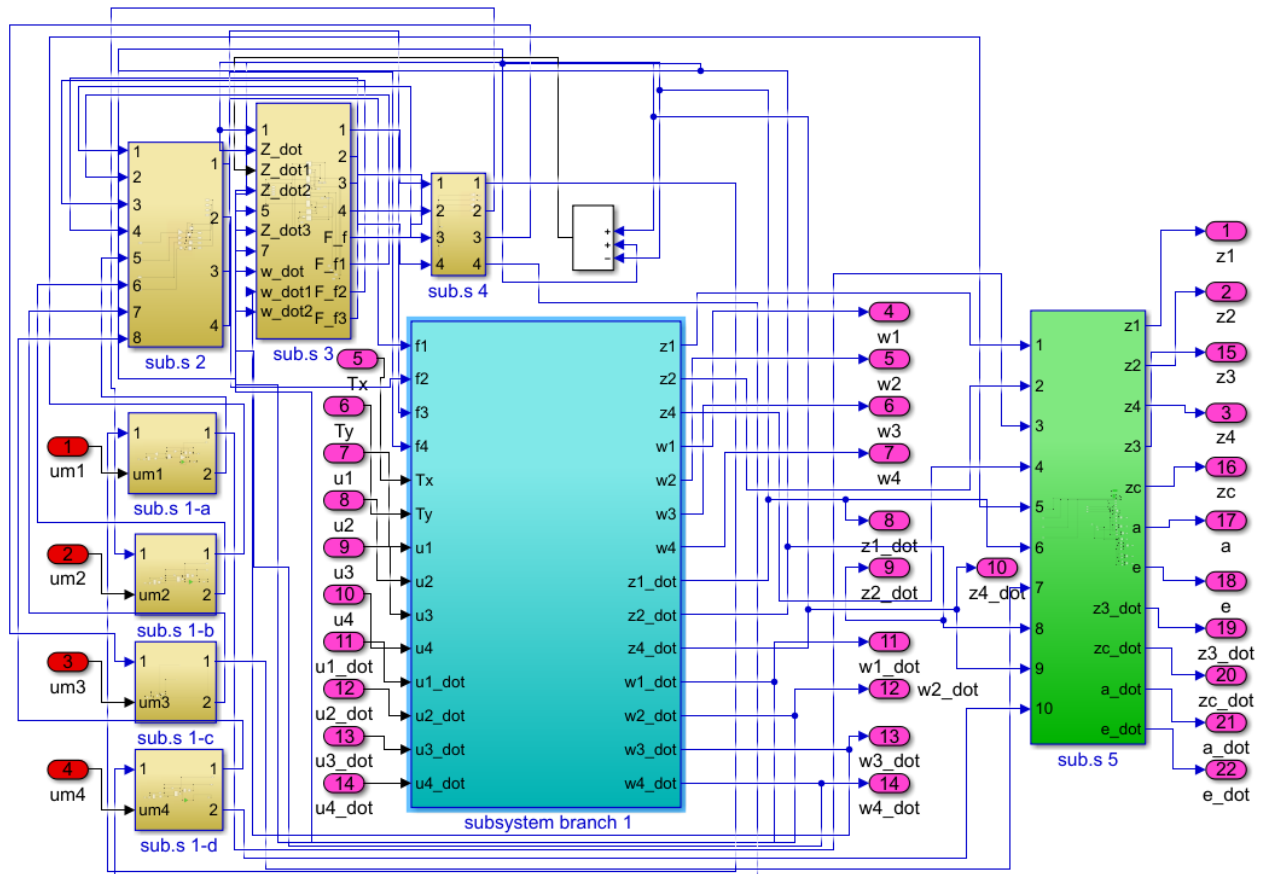 1
2
3
4
5
6
7
8
1
2
3
4
sub.s 2
1
Z_dot
Z_dot1
Z_dot2
5
Z_dot3
7
w_dot
w_dot1
w_dot2
1
2
3
4
F_f
F_f1
F_f2
F_f3
sub.s 3
1
2
3
4
1
2
3
4
sub.s 4
+
+
−
1
um1
1
um1
1
2
sub.s 1-a
2
um2
1
um2
1
2
sub.s 1-b
3
um3
1
um3
1
2
sub.s 1-c
4
um4
1
um4
1
2
sub.s 1-d
5
Tx
6
Ty
7
u1
8
u2
9
u3
10
u4
11
u1_dot
12
u2_dot
13
u3_dot
14
u4_dot
f1
f2
f3
f4
Tx
Ty
u1
u2
u3
u4
u1_dot
u2_dot
u3_dot
u4_dot
z1
z2
z4
w1
w2
w3
w4
z1_dot
z2_dot
z4_dot
w1_dot
w2_dot
w3_dot
w4_dot
subsystem branch 1
4
w1
5
w2
6
w3
7
w4
8
z1_dot
9
z2_dot
10
z4_dot
11
w1_dot
12
w2_dot
13
w3_dot
14
w4_dot
1
2
3
4
5
6
7
8
9
10
z1
z2
z4
z3
zc
a
e
z3_dot
zc_dot
a_dot
e_dot
sub.s 5
1
z1
2
z2
15
z3
3
z4
16
zc
17
a
18
e
19
z3_dot
20
zc_dot
21
a_dot
22
e_dot